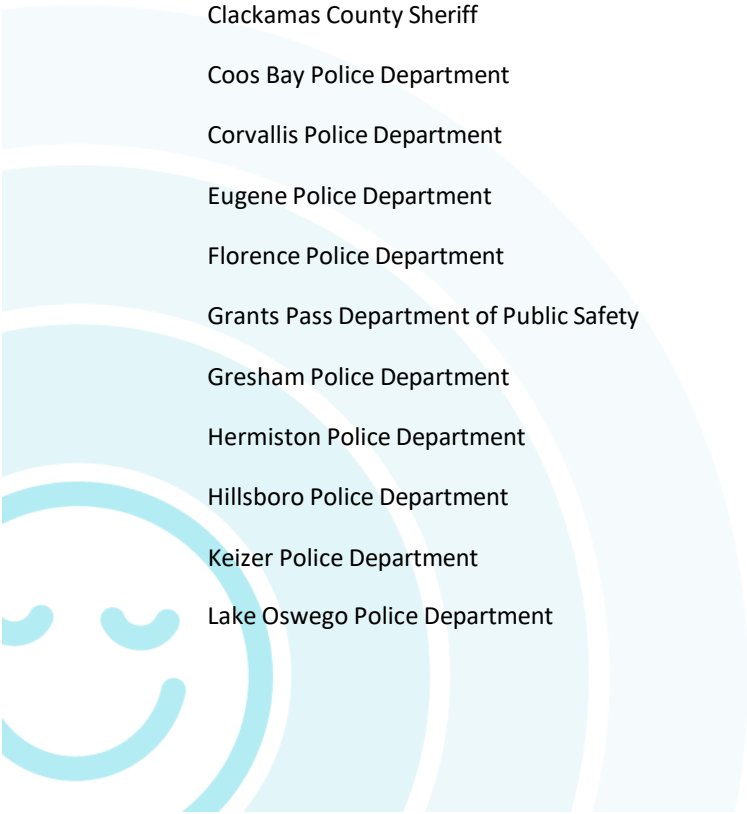 Clackamas County Sheriff
Coos Bay Police Department
Corvallis Police Department
Eugene Police Department
Florence Police Department
Grants Pass Department of Public Safety
Gresham Police Department
Hermiston Police Department
Hillsboro Police Department
Keizer Police Department
Lake Oswego Police Department